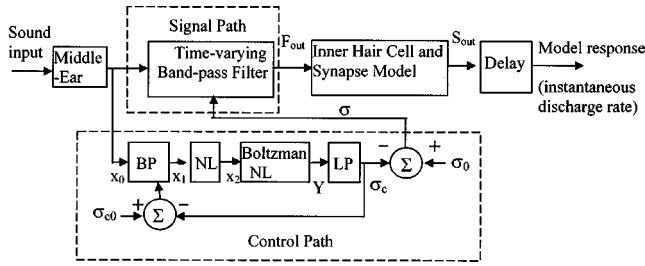 Signal Path
Sound
input
Middle
-Ear
Time-varying
Band-pass Filter
Fout
Inner Hair Cell and
Synapse Model
Sout
Delay
Model response
(instantaneous
discharge rate)
σ
x0
BP
x1
NL
x2
Boltzman
NL
Y
LP
σc
−
Σ
+
σ0
σc0
+
Σ
−
Control Path